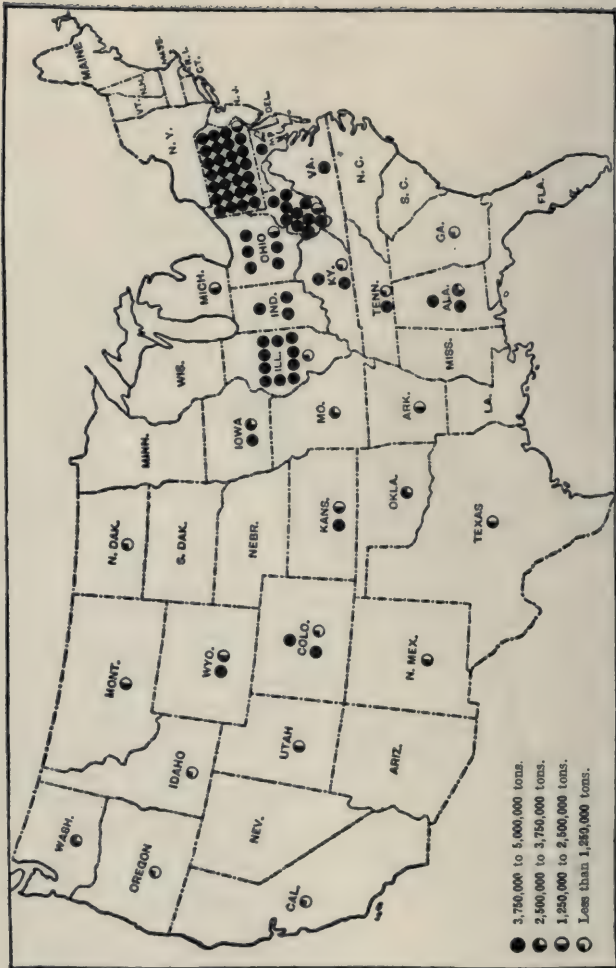 WASH.
OREGON
CAL
NEV.
IDAHO
MONT.
WYO.
UTAH
ARIZ.
COLO.
N. MEX.
N. DAK.
S. DAK.
NEBR.
KANS.
OKLA.
TEXAS
MINN.
IOWA
MO.
ARK.
LA.
WIS.
ILL.
MICH.
IND.
OHIO
KY.
TENN.
MISS.
ALA.
GA.
FLA.
S. C.
N. C.
VA.
N. Y.
N. J.
DEL.
MAINE
VT.
N.H.
R. I.
CT.
3,750,000 to 5,000,000 tons.
2,500,000 to 3,750,000 tons.
1,250,000 to 2,500,000 tons.
Less than 1,250,000 tons.